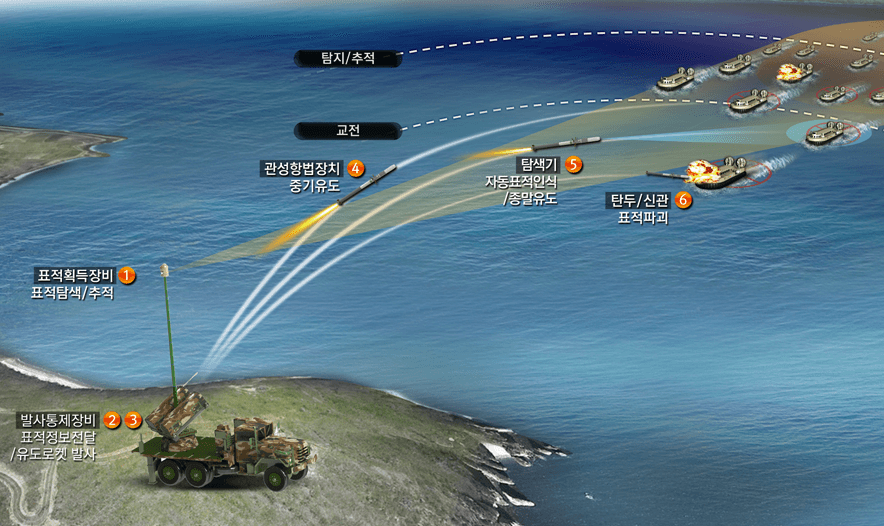 탐지/추적
교전
관성항법장치 4
중기유도
탐색기 5
자동표적인식
/종말유도
탄두/신관 6
표적파괴
표적획득장비 1
표적탐색/추적
발사통제장비 2 3
표적정보전달
/유도로켓 발사